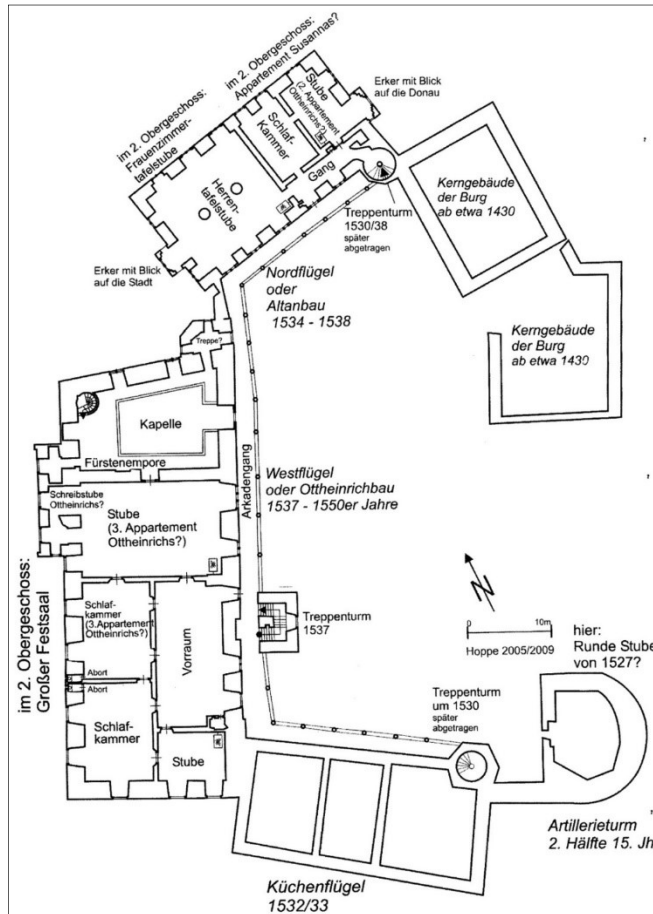 im 2. Obergeschoss:
Appartement Susannas?
im 2. Obergeschoss:
Frauenzimmer-
tafelstube
Stube
(2. Appartement
Ottheinrichs?)
Schlaf-
kammer
Erker mit Blick
auf die Donau
Gang
Herren-
tafelstube
Treppenturm
1530/38
später
abgetragen
Kerngebäude
der Burg
ab etwa 1430
Erker mit Blick
auf die Stadt
Nordflügel
oder
Altanbau
1534 - 1538
Kerngebäude
der Burg
ab etwa 1430
Treppe?
Kapelle
Fürstenempore
Arkadengang
Westflügel
oder Ottheinrichbau
1537 - 1550er Jahre
Schreibstube
Ottheinrichs?
Stube
(3. Appartement
Ottheinrichs?)
im 2. Obergeschoss:
Großer Festsaal
Schlaf-
kammer
(3.Appartement
Ottheinrichs?)
Vorraum
Treppenturm
1537
N
0 10m
Hoppe 2005/2009
hier:
Runde Stube
von 1527?
Abort
Abort
Schlaf-
kammer
Stube
Treppenturm
um 1530
später
abgetragen
Artillerieturm
2. Hälfte 15. Jh
Küchenflügel
1532/33